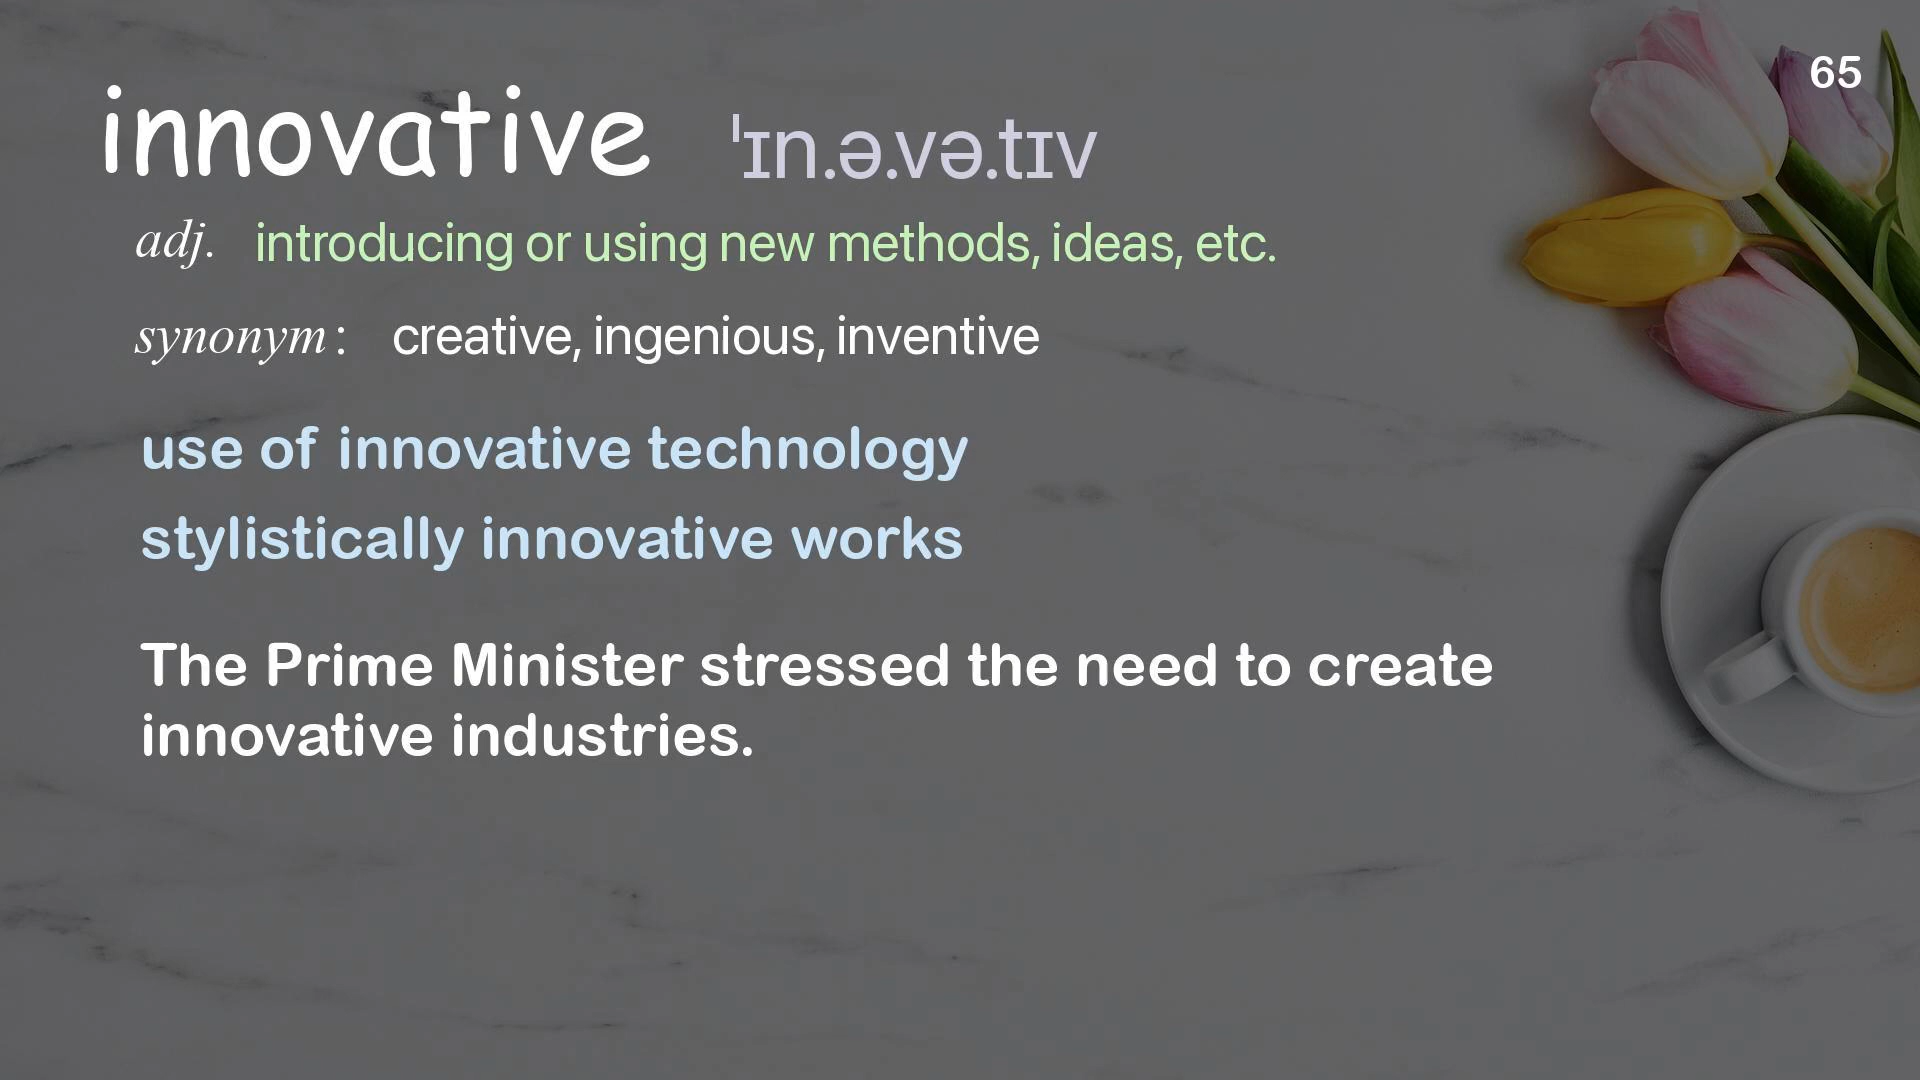 65
innovative ˈɪn.ə.və.tɪv
adj. introducing or using new methods, ideas, etc.
synonym: creative, ingenious, inventive
use of innovative technology
stylistically innovative works
The Prime Minister stressed the need to create
innovative industries.